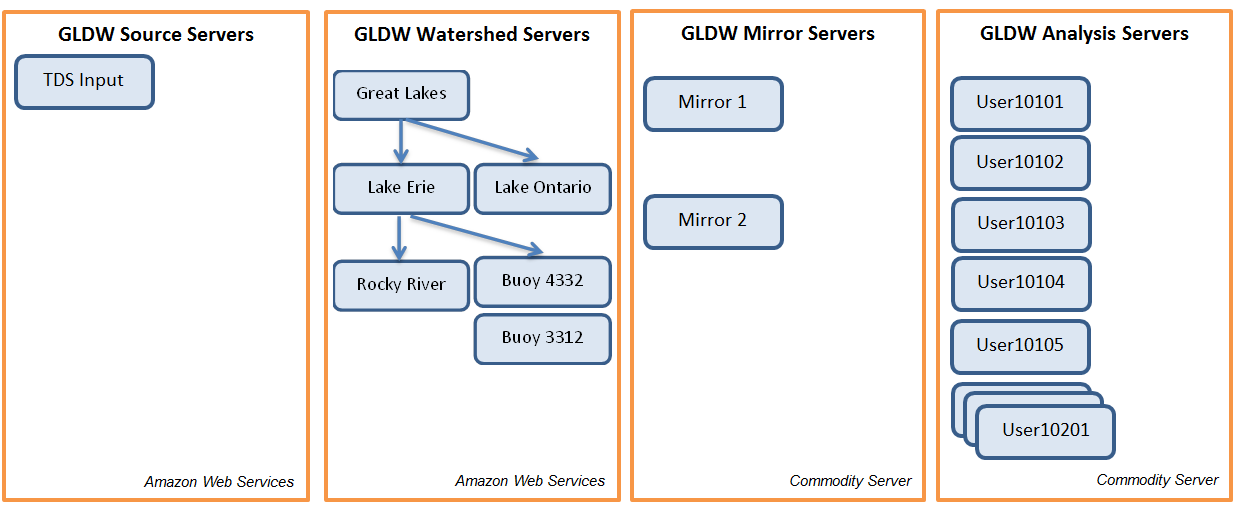 GLDW Source Servers
TDS Input
Amazon Web Services
GLDW Watershed Servers
Great Lakes
Lake Erie
Lake Ontario
Rocky River
Buoy 4332
Buoy 3312
Amazon Web Services
GLDW Mirror Servers
Mirror 1
Mirror 2
Commodity Server
GLDW Analysis Servers
User10101
User10102
User10103
User10104
User10105
User10201
Commodity Server